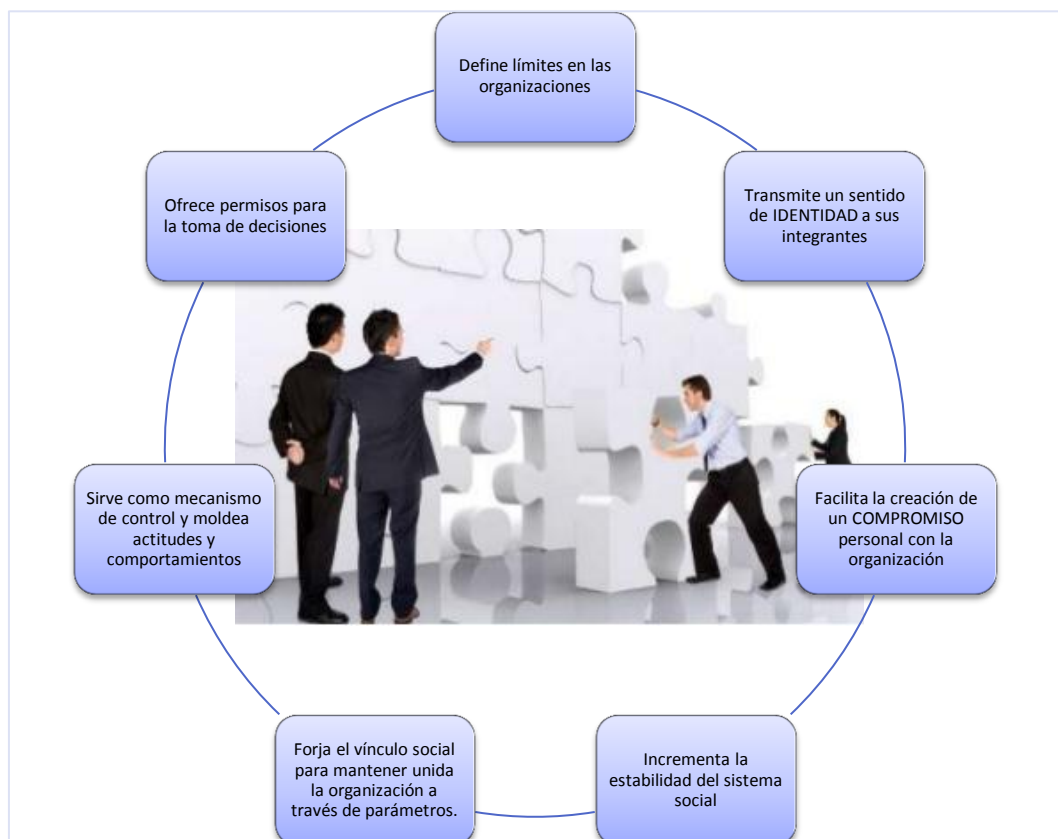 Define límites en las
organizaciones
Transmite un sentido
de IDENTIDAD a sus
integrantes
Facilita la creación de
un COMPROMISO
personal con la
organización
Incrementa la
estabilidad del sistema
social
Forja el vínculo social
para mantener unida
la organización a
través de parámetros.
Sirve como mecanismo
de control y moldea
actitudes y
comportamientos
Ofrece permisos para
la toma de decisiones